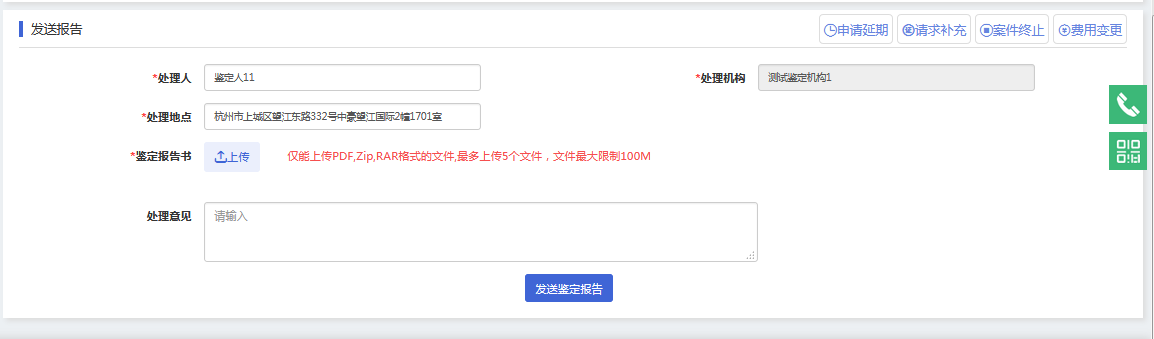 发送报告
申请延期
请求补充
案件终止
费用变更
*处理人
鉴定人11
*处理机构
测试鉴定机构1
*处理地点
杭州市上城区望江东路332号中豪望江国际2幢1701室
*鉴定报告书
上传
仅能上传PDF,Zip,RAR格式的文件,最多上传5个文件，文件最大限制100M
处理意见
请输入
发送鉴定报告